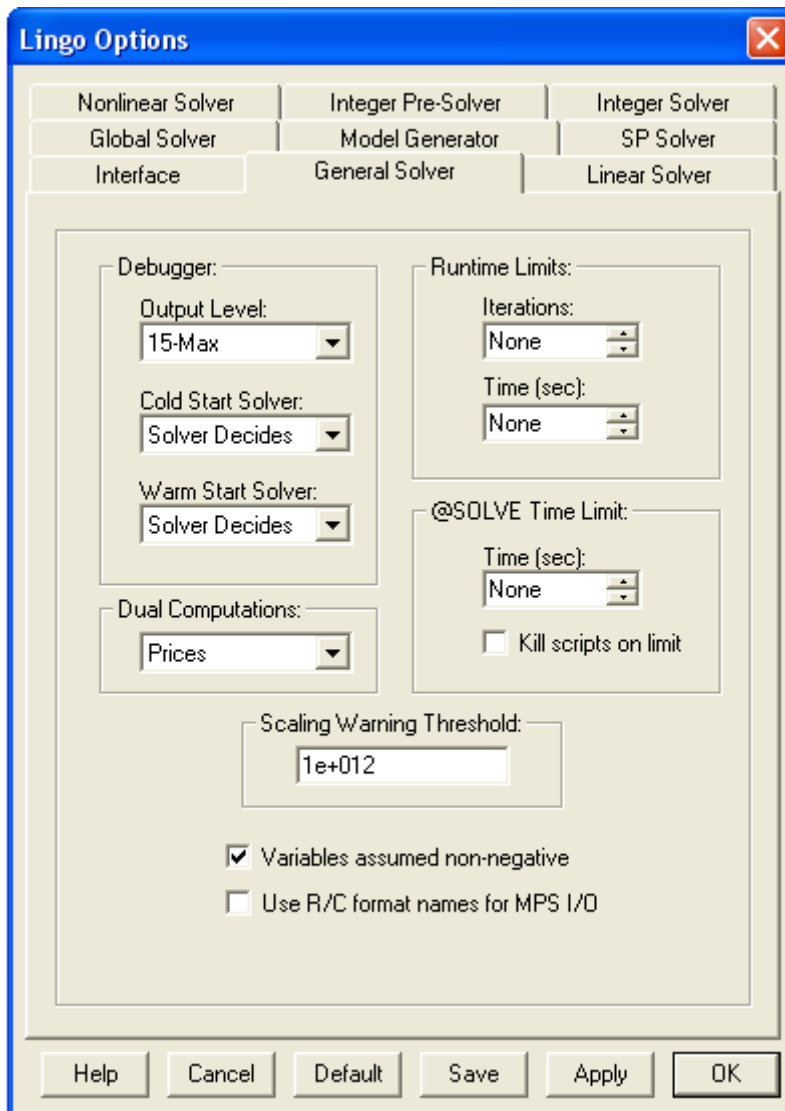 Lingo Options
Nonlinear Solver Integer Pre-Solver Integer Solver
Global Solver Model Generator SP Solver
Interface General Solver Linear Solver
Debugger:
Output Level:
15-Max
Cold Start Solver:
Solver Decides
Warm Start Solver:
Solver Decides
Dual Computations:
Prices
Runtime Limits:
Iterations:
None
Time (sec):
None
@SOLVE Time Limit:
Time (sec):
None
Kill scripts on limit
Scaling Warning Threshold:
1e+012
Variables assumed non-negative
Use R/C format names for MPS I/O
Help Cancel Default Save Apply OK